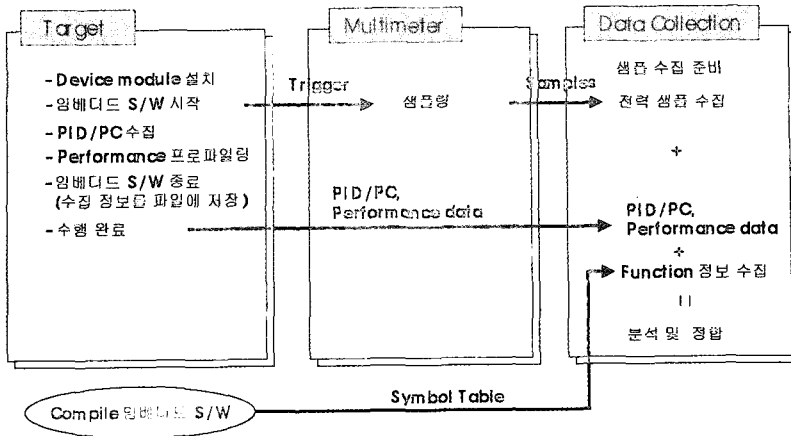 Target
- Device module 설치
- 임베디드 S/W 시작
- PID/PC 수집
- Performance 프로파일링
- 임베디드 S/W 종료
(수집 정보를 파일에 저장)
- 수행 완료
Trigger
Multimeter
샘플링
PID/PC,
Performance data
Samples
Data Collection
샘플 수집 준비
전력 샘플 수집
+
PID/PC,
Performance data
+
Function 정보 수집
||
분석 및 정합
Compile 임베디드 S/W
Symbol Table